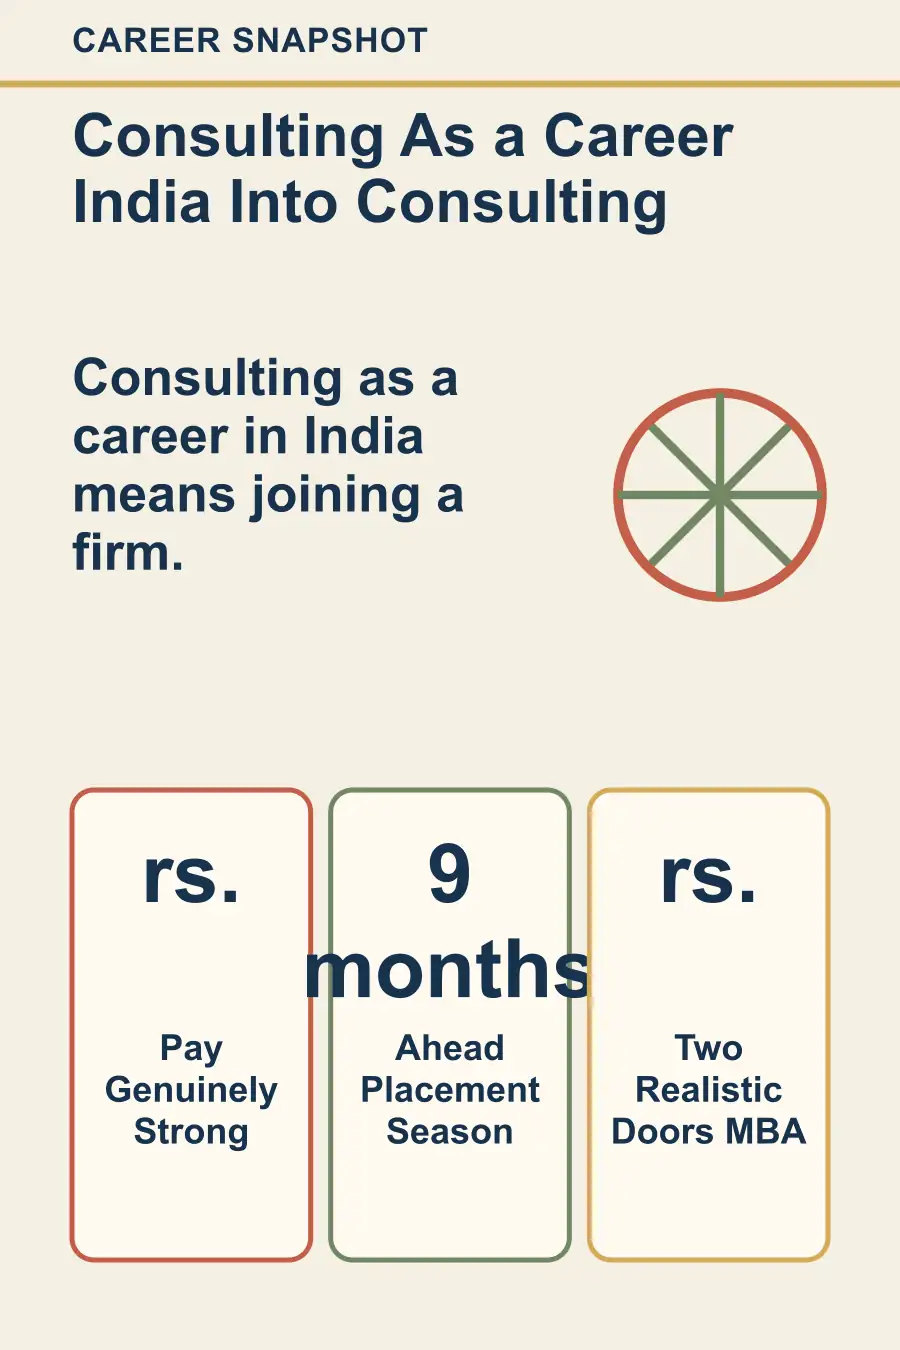 CAREER SNAPSHOT
Consulting As a Career
India Into Consulting
Consulting as a
career in India
means joining a
firm.
rs.
Pay
Genuinely
Strong
9
months
Ahead
Placement
Season
rs.
Two
Realistic
Doors MBA